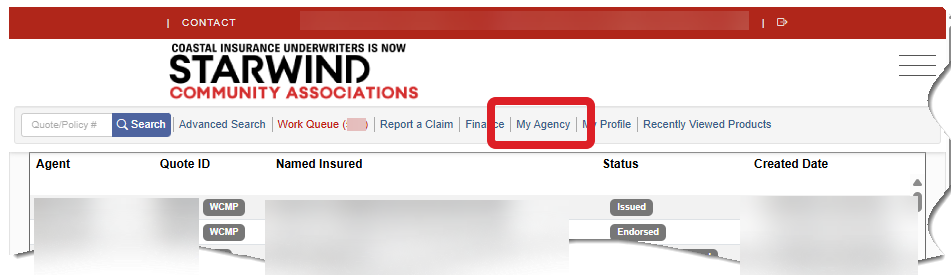 | CONTACT |
COASTAL INSURANCE UNDERWRITERS IS NOW
STARWIND
COMMUNITY ASSOCIATIONS
Quote/Policy # Search | Advanced Search | Work Queue ( ) | Report a Claim | Finance | My Agency | My Profile | Recently Viewed Products
Agent Quote ID Named Insured Status Created Date
WCMP Issued
WCMP Endorsed